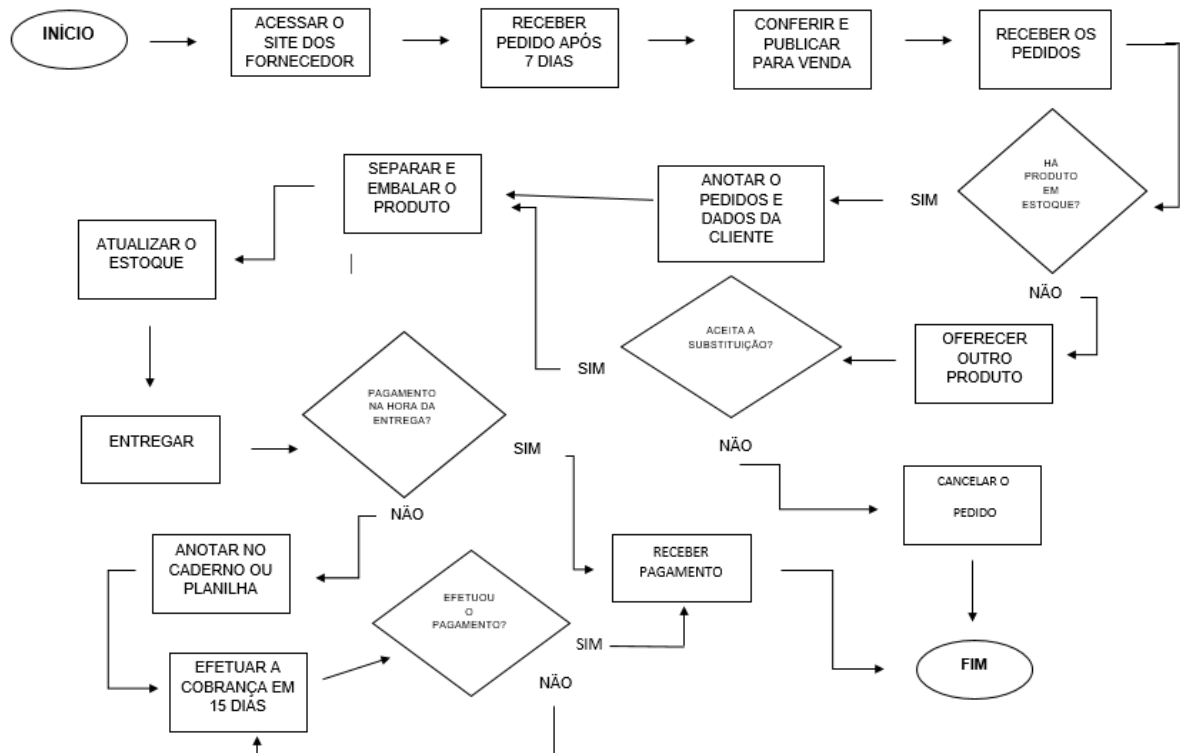 INÍCIO
ACESSAR O
SITE DOS
FORNECEDOR
RECEBER
PEDIDO APÓS
7 DIAS
CONFERIR E
PUBLICAR
PARA VENDA
RECEBER OS
PEDIDOS
HÁ
PRODUTO
EM
ESTOQUE?
SIM
ANOTAR O
PEDIDOS E
DADOS DA
CLIENTE
SEPARAR E
EMBALAR O
PRODUTO
ATUALIZAR O
ESTOQUE
NÃO
OFERECER
OUTRO
PRODUTO
ACEITA A
SUBSTITUIÇÃO?
SIM
NÃO
CANCELAR O
PEDIDO
ENTREGAR
PAGAMENTO
NA HORA DA
ENTREGA?
SIM
NÃO
ANOTAR NO
CADERNO OU
PLANILHA
EFETUAR A
COBRANÇA EM
15 DIAS
EFETUOU
O
PAGAMENTO?
SIM
NÃO
RECEBER
PAGAMENTO
FIM